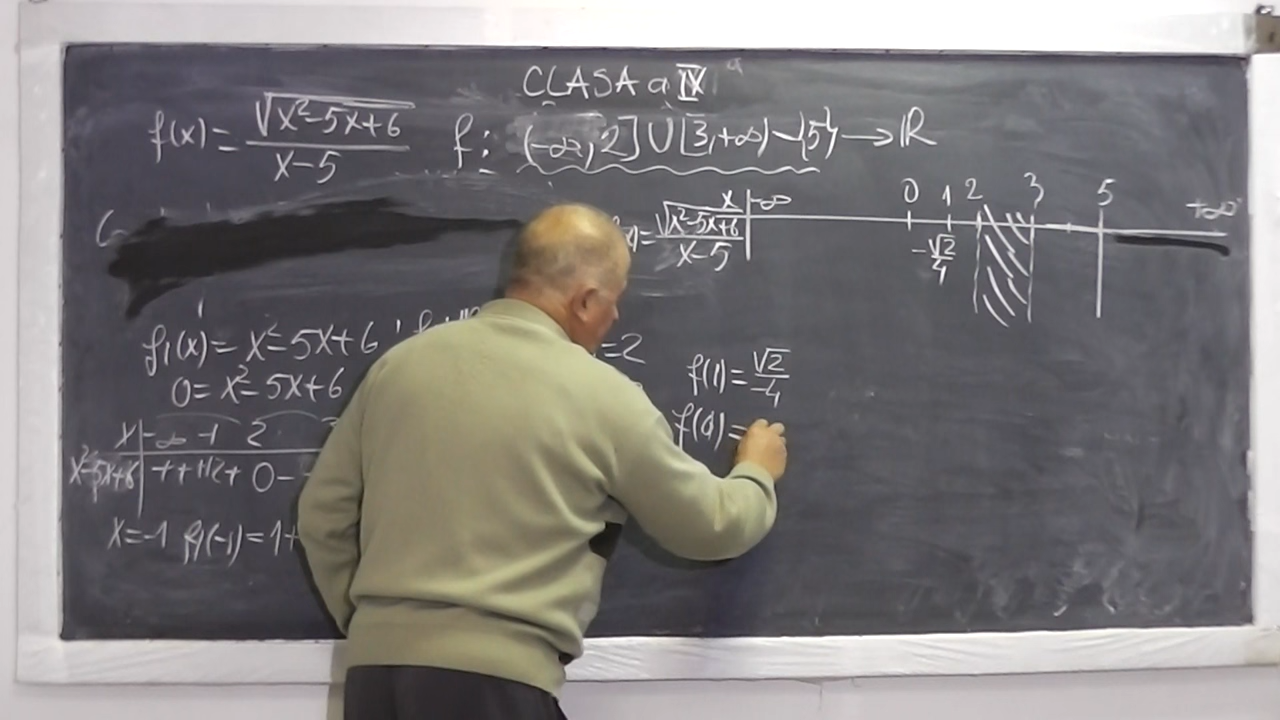 CLASA a IX a
f(x)= √x²-5x+6 / x-5 f: (-∞,2]∪[3,+∞)-{5}→ℝ
x -∞ 0 1 2 3 5 +∞
√x²-5x+6 / x-5 -√2/4
f1(x)=x²-5x+6 =2
0=x²-5x+6
f(1)=√2/-4
f(0)=
x -∞ -1 2
x²-5x+6 +++12+ 0-
x=-1 f1(-1)=1+